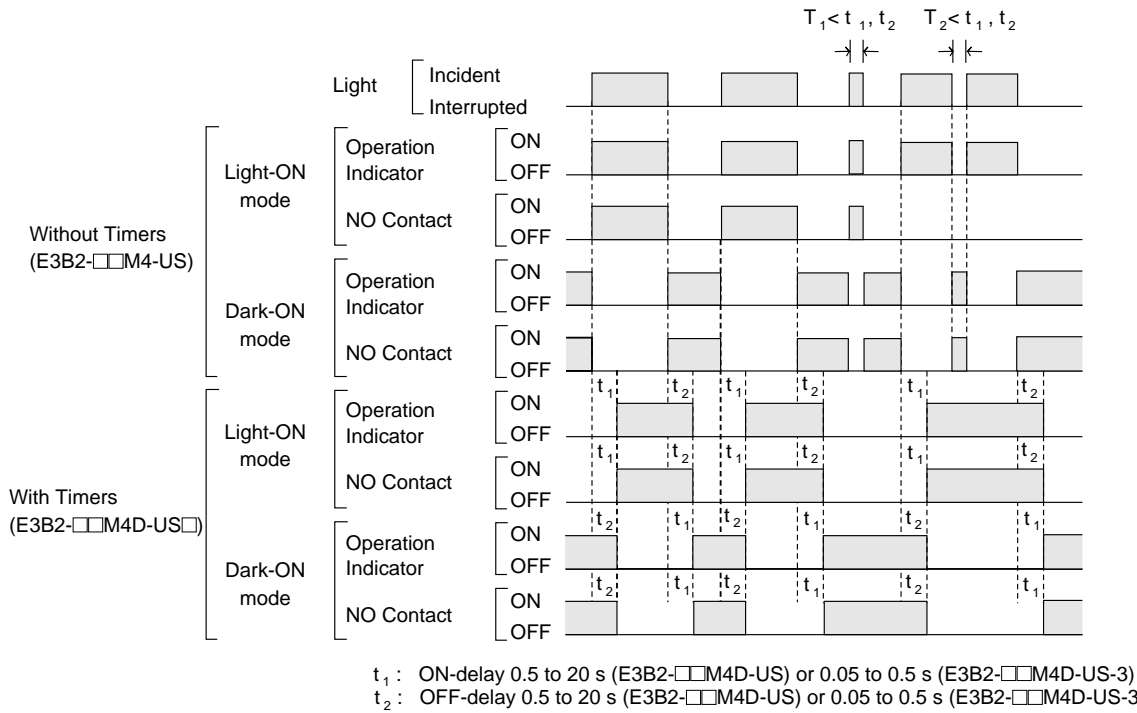 T₁< t ₁ , t₂ T₂< t ₁ , t ₂
Light Incident
Interrupted
Without Timers
(E3B2-□□M4-US)
Light-ON
mode
Operation
Indicator
ON
OFF
NO Contact
ON
OFF
Dark-ON
mode
Operation
Indicator
ON
OFF
NO Contact
ON
OFF
With Timers
(E3B2-□□M4D-US□)
Light-ON
mode
Operation
Indicator
ON
OFF
t₁ t₂ t₁ t₂ t₁ t₂
NO Contact
ON
OFF
t₁ t₂ t₁ t₂ t₁ t₂
Dark-ON
mode
Operation
Indicator
ON
OFF
t₂ t₁ t₂ t₁ t₂ t₁
NO Contact
ON
OFF
t₂ t₁ t₂ t₁ t₂ t₁
t ₁ : ON-delay 0.5 to 20 s (E3B2-□□M4D-US) or 0.05 to 0.5 s (E3B2-□□M4D-US-3)
t ₂ : OFF-delay 0.5 to 20 s (E3B2-□□M4D-US) or 0.05 to 0.5 s (E3B2-□□M4D-US-3